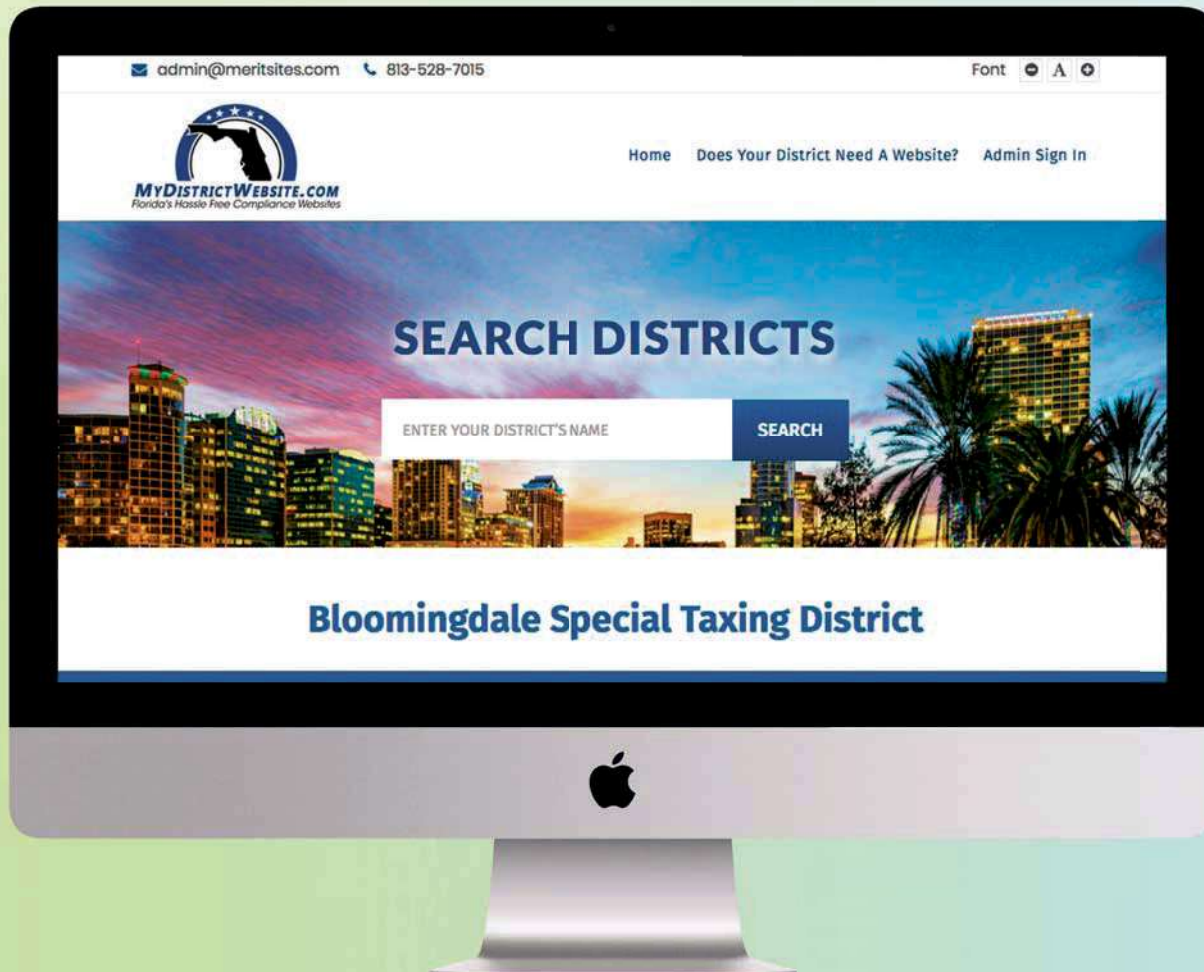 admin@meritsites.com 813-528-7015 Font A
MYDISTRICTWEBSITE.COM
Florida's Hassle Free Compliance Websites
Home Does Your District Need A Website? Admin Sign In
SEARCH DISTRICTS
ENTER YOUR DISTRICT'S NAME SEARCH
Bloomingdale Special Taxing District